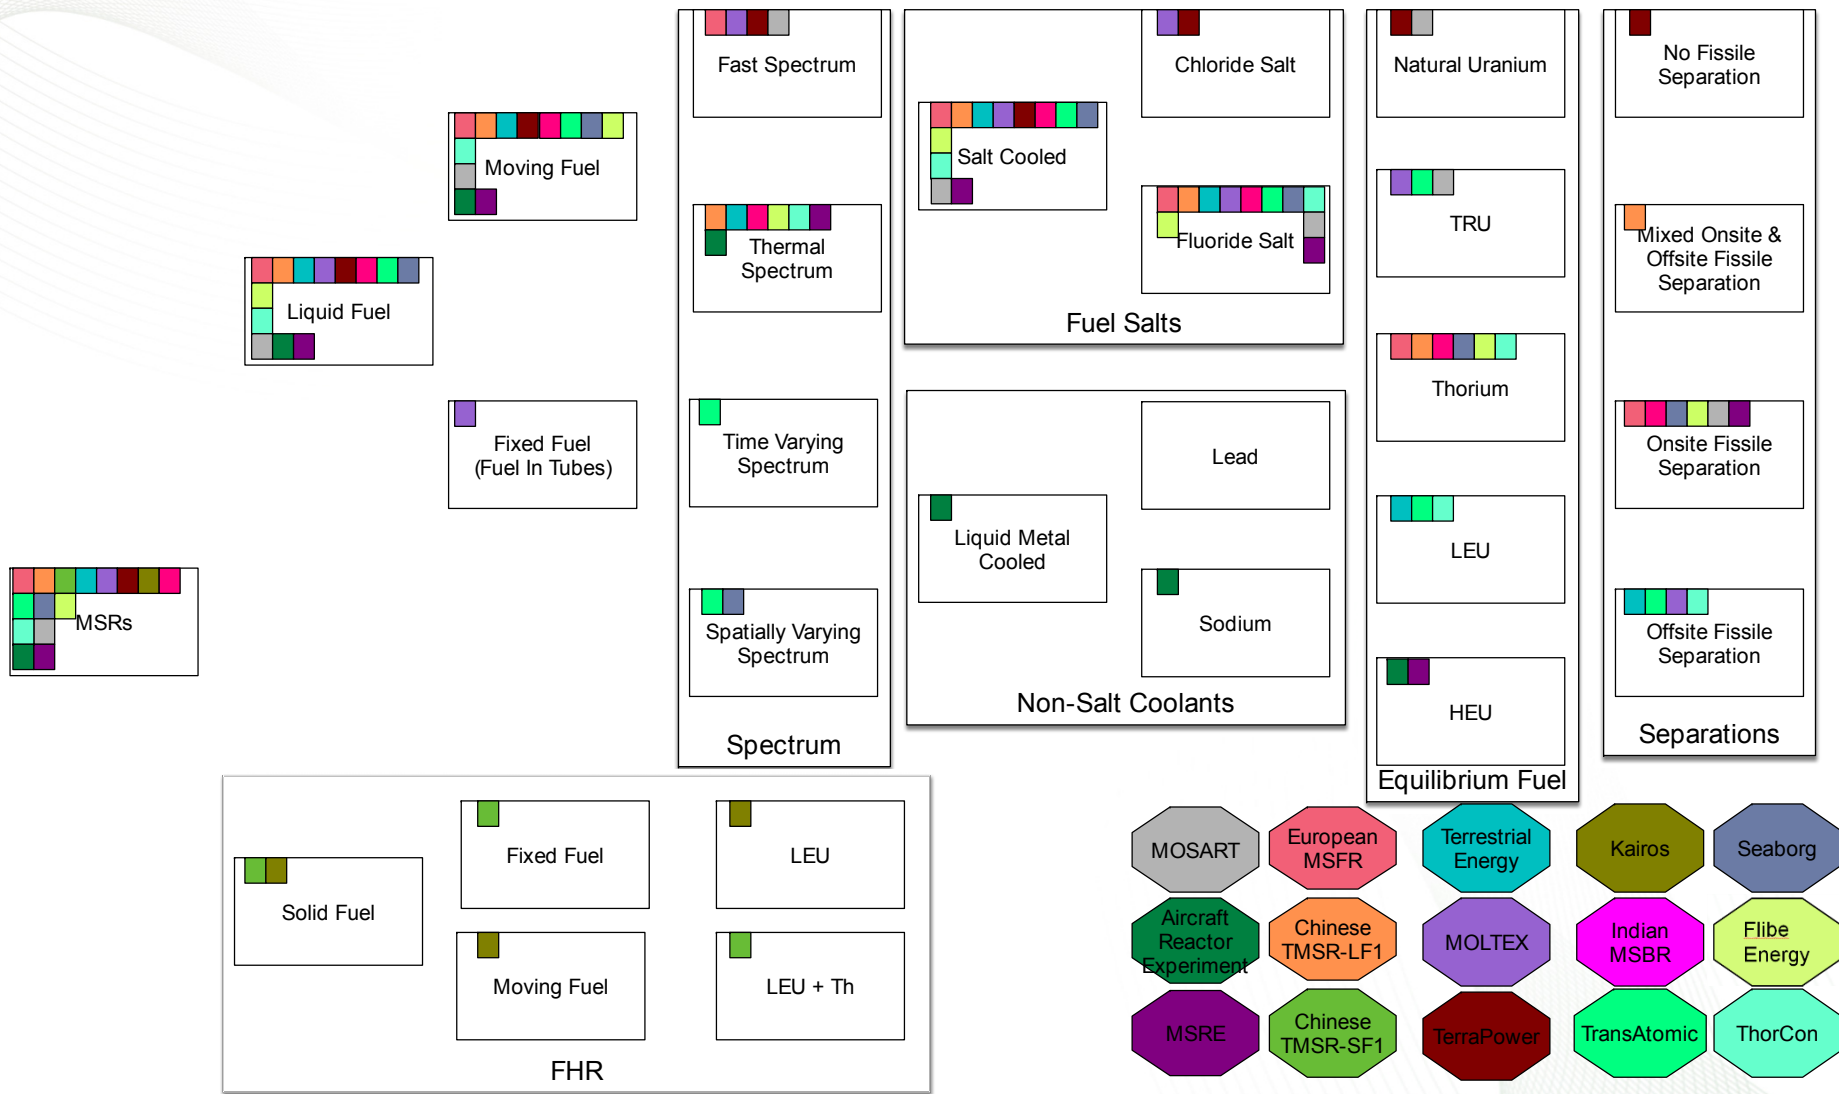 Fast Spectrum
Chloride Salt
Natural Uranium
No Fissile
Separation
Moving Fuel
Salt Cooled
Fluoride Salt
TRU
Thermal
Spectrum
Mixed Onsite &
Offsite Fissile
Separation
Liquid Fuel
Fuel Salts
Thorium
Fixed Fuel
(Fuel In Tubes)
Time Varying
Spectrum
Lead
Onsite Fissile
Separation
Liquid Metal
Cooled
LEU
MSRs
Spatially Varying
Spectrum
Sodium
Offsite Fissile
Separation
Non-Salt Coolants
HEU
Spectrum
Separations
Equilibrium Fuel
Solid Fuel
Fixed Fuel
LEU
Moving Fuel
LEU + Th
FHR
MOSART
European
MSFR
Terrestrial
Energy
Kairos
Seaborg
Aircraft
Reactor
Experiment
Chinese
TMSR-LF1
MOLTEX
Indian
MSBR
Flibe
Energy
MSRE
Chinese
TMSR-SF1
TerraPower
TransAtomic
ThorCon